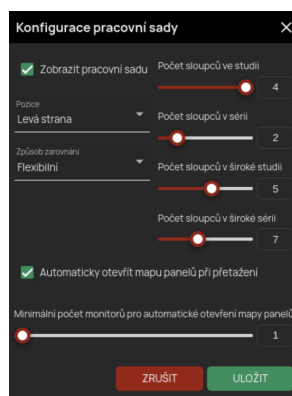 Konfigurace pracovní sady
Zobrazit pracovní sadu
Pozice
Levá strana
Způsob zarovnání
Flexibilní
Počet sloupců ve studii
4
Počet sloupců v sérii
2
Počet sloupců v široké studii
5
Počet sloupců v široké sérii
7
Automaticky otevřít mapu panelů při přetažení
Minimální počet monitorů pro automatické otevření mapy panelů
1
ZRUŠIT
ULOŽIT